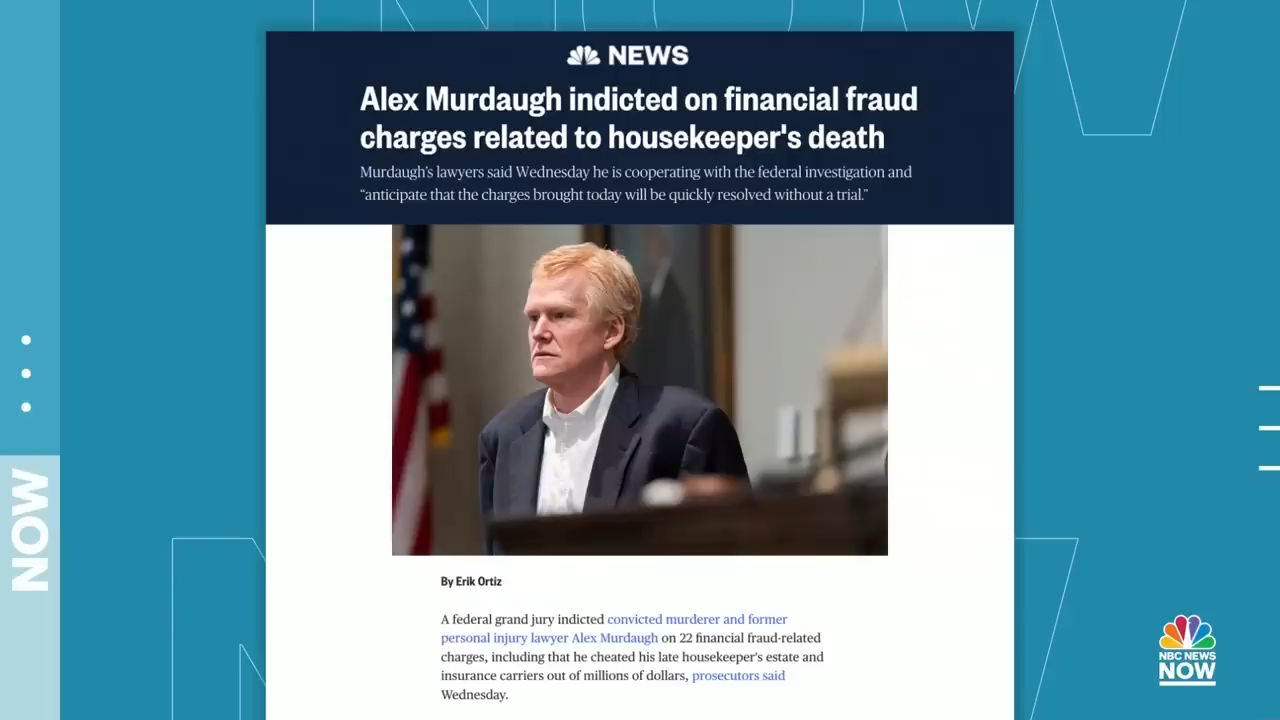 NEWS
Alex Murdaugh indicted on financial fraud
charges related to housekeeper's death
Murdaugh's lawyers said Wednesday he is cooperating with the federal investigation and
“anticipate that the charges brought today will be quickly resolved without a trial.”
By Erik Ortiz
A federal grand jury indicted convicted murderer and former
personal injury lawyer Alex Murdaugh on 22 financial fraud-related
charges, including that he cheated his late housekeeper's estate and
insurance carriers out of millions of dollars, prosecutors said
Wednesday.
NOW
NBC NEWS
NOW